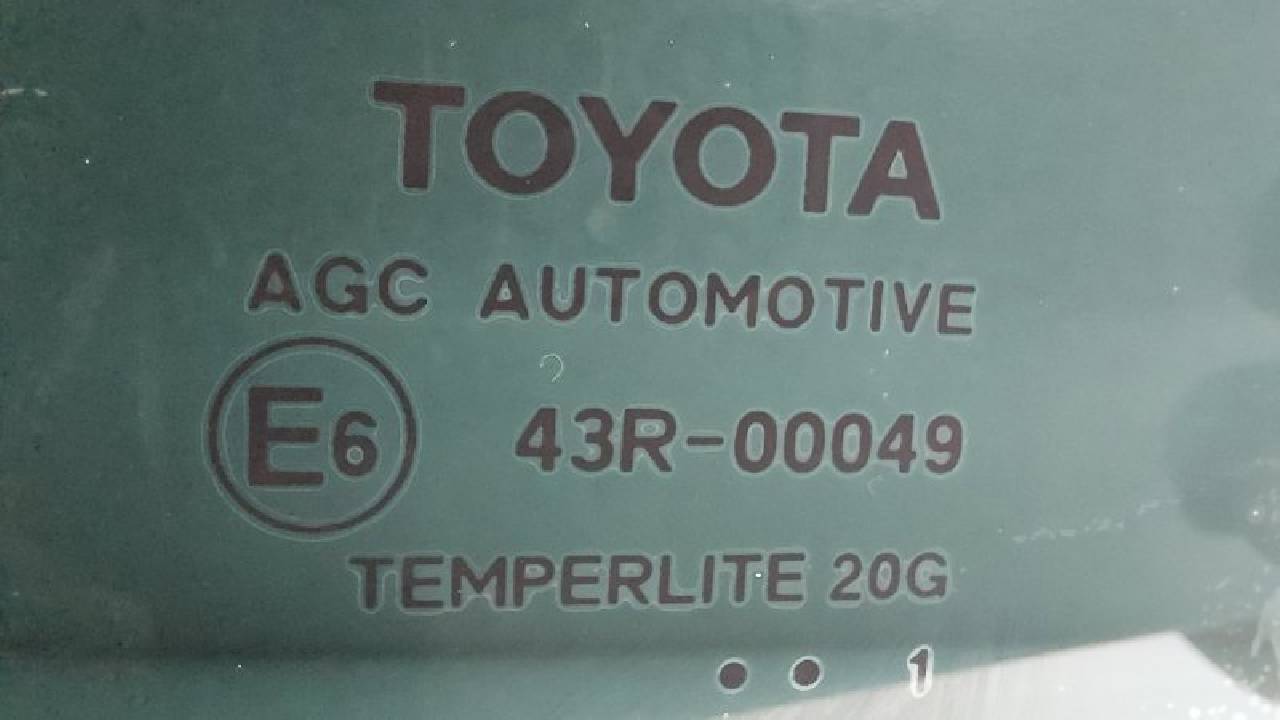 TOYOTA
AGC AUTOMOTIVE
E6 43R-00049
TEMPERLITE 20G
• • 1